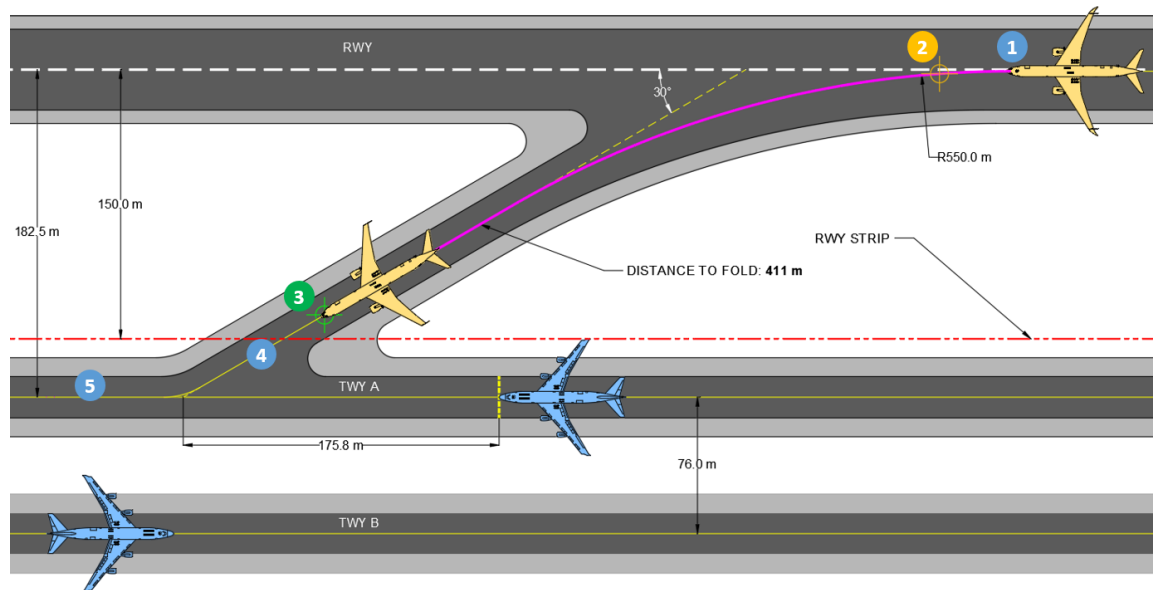 RWY
2
1
30°
R550.0 m
150.0 m
182.5 m
RWY STRIP
DISTANCE TO FOLD: 411 m
3
4
5
TWY A
175.8 m
76.0 m
TWY B